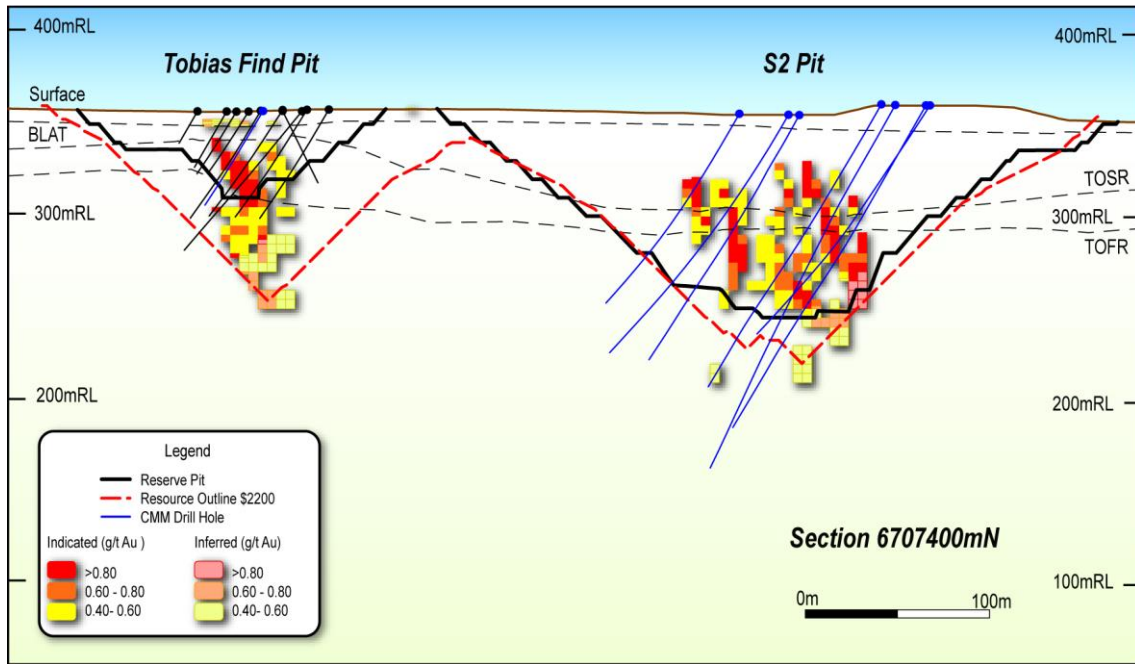 400mRL
400mRL
Tobias Find Pit
S2 Pit
Surface
BLAT
TOSR
300mRL
300mRL
TOFR
200mRL
200mRL
Legend
Reserve Pit
Resource Outline $2200
CMM Drill Hole
Indicated (g/t Au )
Inferred (g/t Au)
>0.80
>0.80
0.60 - 0.80
0.60 - 0.80
0.40- 0.60
0.40- 0.60
Section 6707400mN
100mRL
0m
100m